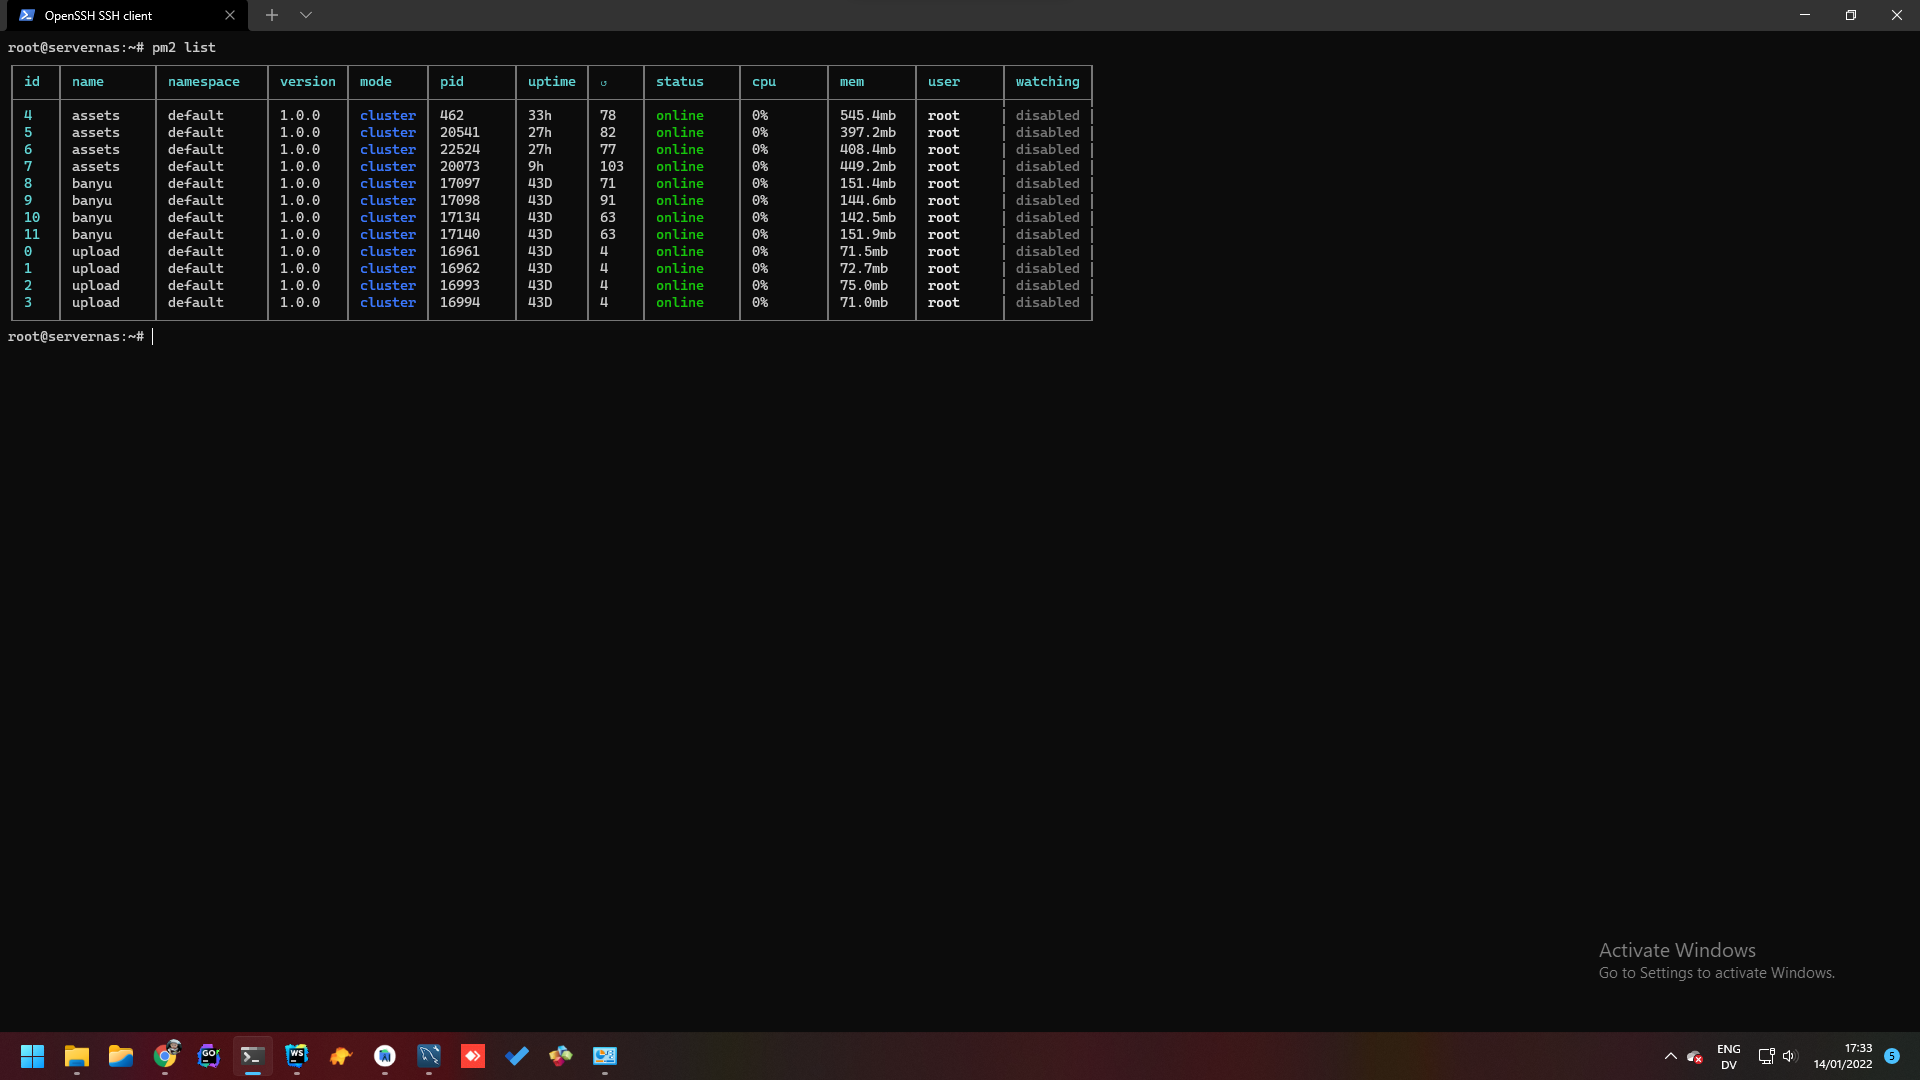 OpenSSH SSH client
root@servernas:~# pm2 list
id name namespace version mode pid uptime ↺ status cpu mem user watching
4 assets default 1.0.0 cluster 462 33h 78 online 0% 545.4mb root disabled
5 assets default 1.0.0 cluster 20541 27h 82 online 0% 397.2mb root disabled
6 assets default 1.0.0 cluster 22524 27h 77 online 0% 408.4mb root disabled
7 assets default 1.0.0 cluster 20073 9h 103 online 0% 449.2mb root disabled
8 banyu default 1.0.0 cluster 17097 43D 71 online 0% 151.4mb root disabled
9 banyu default 1.0.0 cluster 17098 43D 91 online 0% 144.6mb root disabled
10 banyu default 1.0.0 cluster 17134 43D 63 online 0% 142.5mb root disabled
11 banyu default 1.0.0 cluster 17140 43D 63 online 0% 151.9mb root disabled
0 upload default 1.0.0 cluster 16961 43D 4 online 0% 71.5mb root disabled
1 upload default 1.0.0 cluster 16962 43D 4 online 0% 72.7mb root disabled
2 upload default 1.0.0 cluster 16993 43D 4 online 0% 75.0mb root disabled
3 upload default 1.0.0 cluster 16994 43D 4 online 0% 71.0mb root disabled
root@servernas:~#
Activate Windows
Go to Settings to activate Windows.
GO
WS
ENG
DV
17:33
14/01/2022
5